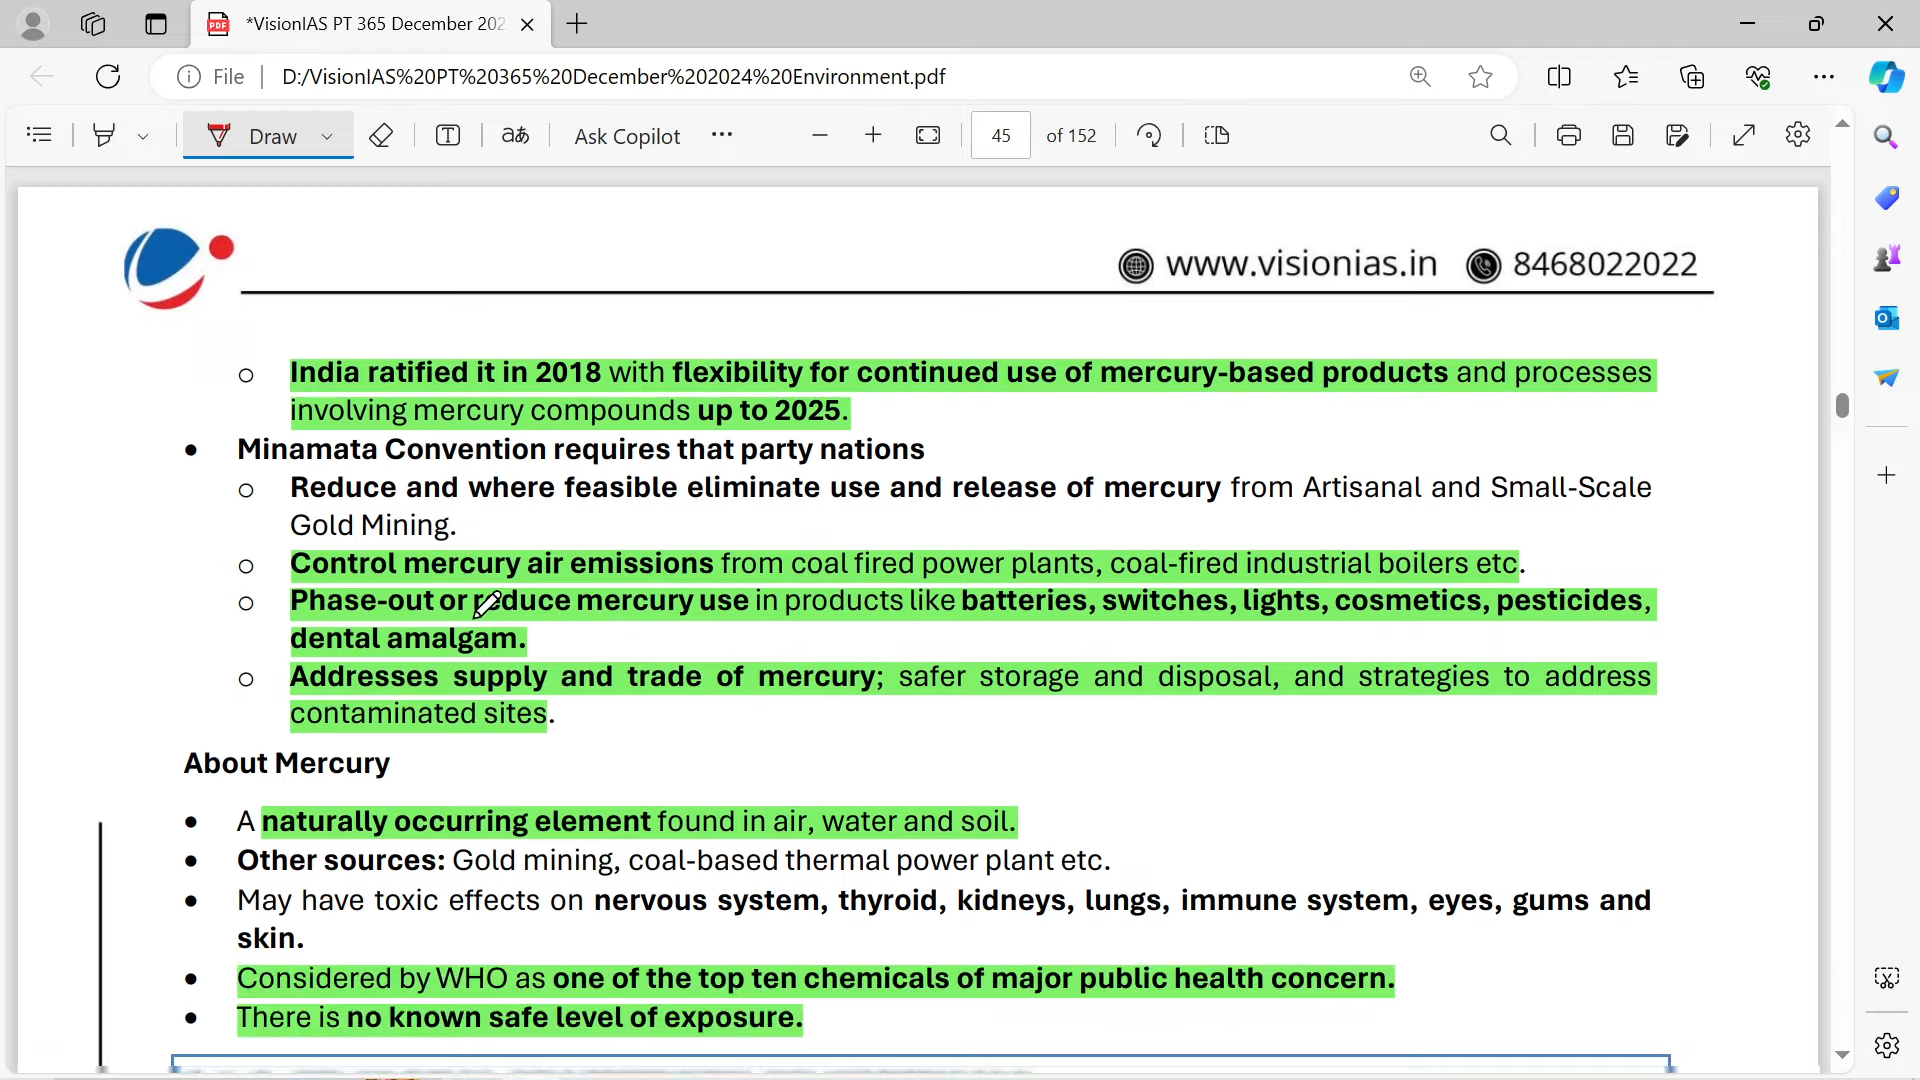 *VisionIAS PT 365 December 202
File D:/VisionIAS%20PT%20365%20December%202024%20Environment.pdf
Draw aあ Ask Copilot 45 of 152
www.visionias.in 8468022022
India ratified it in 2018 with flexibility for continued use of mercury-based products and processes
involving mercury compounds up to 2025.
Minamata Convention requires that party nations
Reduce and where feasible eliminate use and release of mercury from Artisanal and Small-Scale
Gold Mining.
Control mercury air emissions from coal fired power plants, coal-fired industrial boilers etc.
Phase-out or reduce mercury use in products like batteries, switches, lights, cosmetics, pesticides,
dental amalgam.
Addresses supply and trade of mercury; safer storage and disposal, and strategies to address
contaminated sites.
About Mercury
A naturally occurring element found in air, water and soil.
Other sources: Gold mining, coal-based thermal power plant etc.
May have toxic effects on nervous system, thyroid, kidneys, lungs, immune system, eyes, gums and
skin.
Considered by WHO as one of the top ten chemicals of major public health concern.
There is no known safe level of exposure.